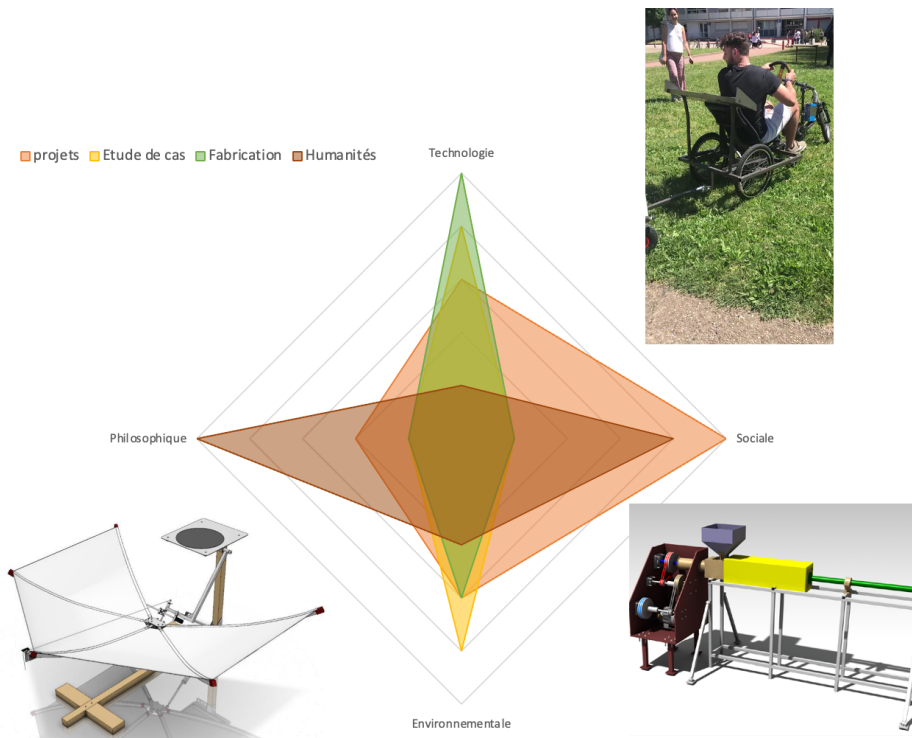 projets Etude de cas Fabrication Humanités
Technologie
Philosophique
Sociale
Environnementale